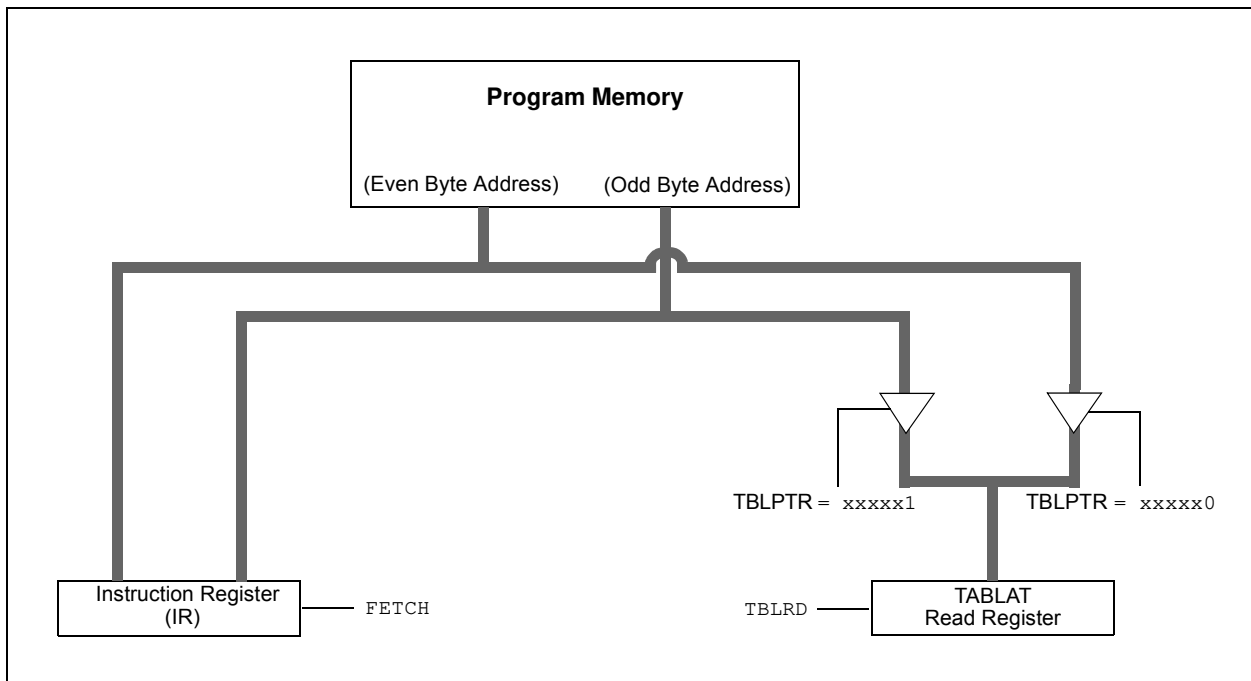 Program Memory
(Even Byte Address) (Odd Byte Address)
TBLPTR = xxxxx1 TBLPTR = xxxxx0
Instruction Register
(IR)
FETCH
TBLRD
TABLAT
Read Register